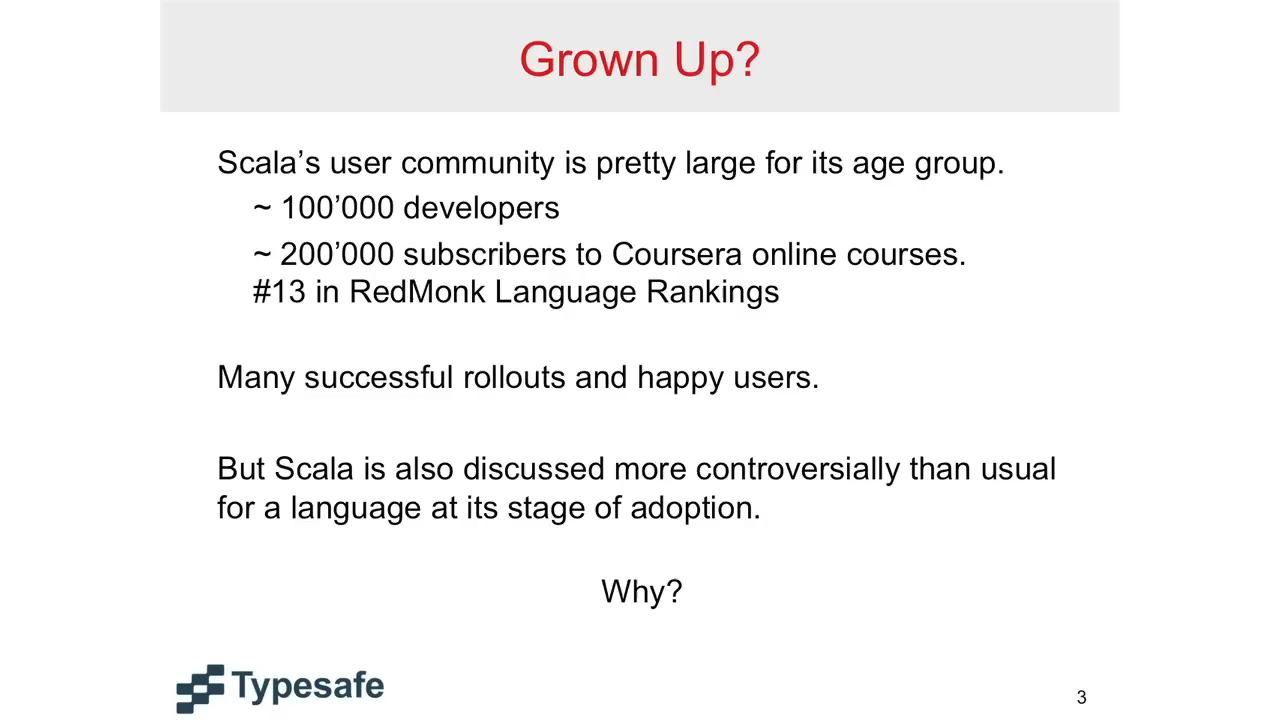 Grown Up?
Scala’s user community is pretty large for its age group.
~ 100’000 developers
~ 200’000 subscribers to Coursera online courses.
#13 in RedMonk Language Rankings
Many successful rollouts and happy users.
But Scala is also discussed more controversially than usual
for a language at its stage of adoption.
Why?
Typesafe
3